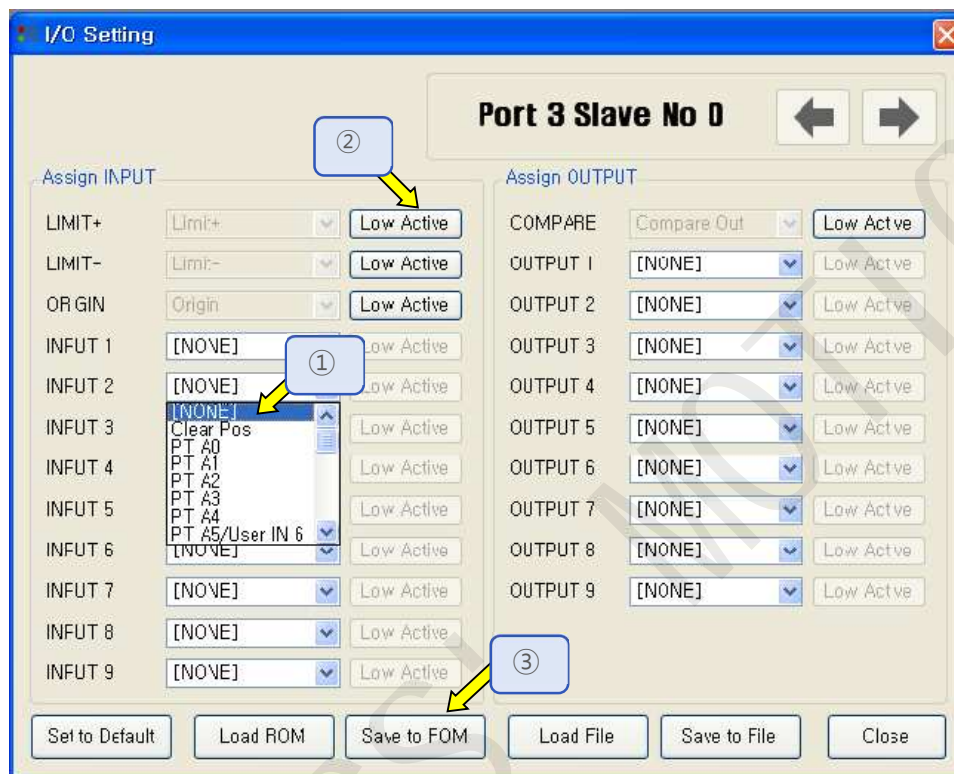 I/O Setting
Port 3 Slave No 0
②
Assign INPUT
Assign OUTPUT
LIMIT+ Limit+ Low Active
COMPARE Compare Out Low Active
LIMIT- Limit- Low Active
OUTPUT 1 [NONE] Low Active
ORIGIN Origin Low Active
OUTPUT 2 [NONE] Low Active
INPUT 1 [NONE] Low Active
OUTPUT 3 [NONE] Low Active
①
INPUT 2 [NONE] Low Active
OUTPUT 4 [NONE] Low Active
[NONE]
Clear Pos
PT A0
PT A1
PT A2
PT A3
PT A4
PT A5/User IN 6
INPUT 3 Low Active
OUTPUT 5 [NONE] Low Active
INPUT 4 Low Active
OUTPUT 6 [NONE] Low Active
INPUT 5 Low Active
OUTPUT 7 [NONE] Low Active
INPUT 6 [NONE] Low Active
OUTPUT 8 [NONE] Low Active
INPUT 7 [NONE] Low Active
OUTPUT 9 [NONE] Low Active
INPUT 8 [NONE] Low Active
INPUT 9 [NONE] Low Active
③
Set to Default Load ROM Save to ROM Load File Save to File Close